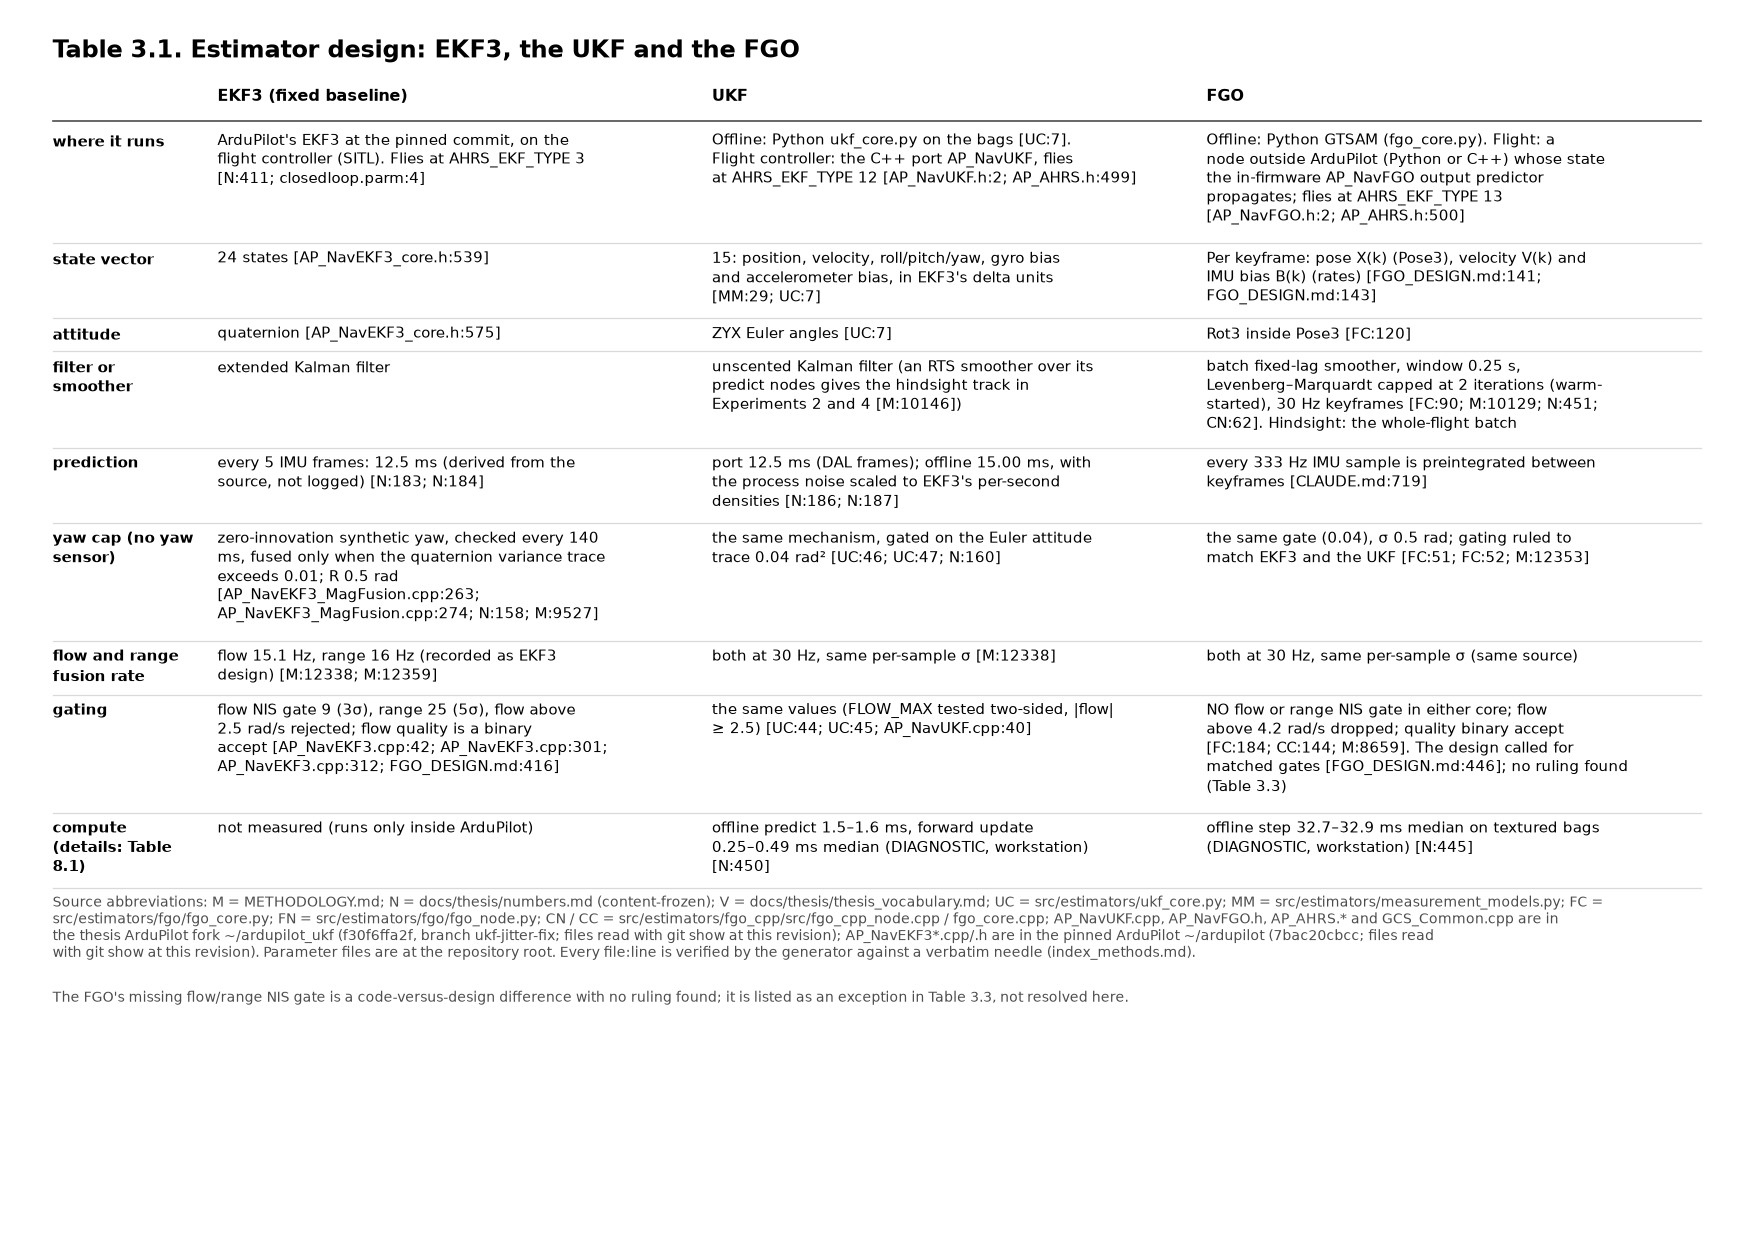 Table 3.1. Estimator design: EKF3, the UKF and the FGO
EKF3 (fixed baseline)
UKF
FGO
where it runs
ArduPilot's EKF3 at the pinned commit, on the
flight controller (SITL). Flies at AHRS_EKF_TYPE 3
[N:411; closedloop.parm:4]
Offline: Python ukf_core.py on the bags [UC:7].
Flight controller: the C++ port AP_NavUKF, flies
at AHRS_EKF_TYPE 12 [AP_NavUKF.h:2; AP_AHRS.h:499]
Offline: Python GTSAM (fgo_core.py). Flight: a
node outside ArduPilot (Python or C++) whose state
the in-firmware AP_NavFGO output predictor
propagates; flies at AHRS_EKF_TYPE 13
[AP_NavFGO.h:2; AP_AHRS.h:500]
state vector
24 states [AP_NavEKF3_core.h:539]
15: position, velocity, roll/pitch/yaw, gyro bias
and accelerometer bias, in EKF3's delta units
[MM:29; UC:7]
Per keyframe: pose X(k) (Pose3), velocity V(k) and
IMU bias B(k) (rates) [FGO_DESIGN.md:141;
FGO_DESIGN.md:143]
attitude
quaternion [AP_NavEKF3_core.h:575]
ZYX Euler angles [UC:7]
Rot3 inside Pose3 [FC:120]
filter or
smoother
extended Kalman filter
unscented Kalman filter (an RTS smoother over its
predict nodes gives the hindsight track in
Experiments 2 and 4 [M:10146])
batch fixed-lag smoother, window 0.25 s,
Levenberg–Marquardt capped at 2 iterations (warm-
started), 30 Hz keyframes [FC:90; M:10129; N:451;
CN:62]. Hindsight: the whole-flight batch
prediction
every 5 IMU frames: 12.5 ms (derived from the
source, not logged) [N:183; N:184]
port 12.5 ms (DAL frames); offline 15.00 ms, with
the process noise scaled to EKF3's per-second
densities [N:186; N:187]
every 333 Hz IMU sample is preintegrated between
keyframes [CLAUDE.md:719]
yaw cap (no yaw
sensor)
zero-innovation synthetic yaw, checked every 140
ms, fused only when the quaternion variance trace
exceeds 0.01; R 0.5 rad
[AP_NavEKF3_MagFusion.cpp:263;
AP_NavEKF3_MagFusion.cpp:274; N:158; M:9527]
the same mechanism, gated on the Euler attitude
trace 0.04 rad² [UC:46; UC:47; N:160]
the same gate (0.04), σ 0.5 rad; gating ruled to
match EKF3 and the UKF [FC:51; FC:52; M:12353]
flow and range
fusion rate
flow 15.1 Hz, range 16 Hz (recorded as EKF3
design) [M:12338; M:12359]
both at 30 Hz, same per-sample σ [M:12338]
both at 30 Hz, same per-sample σ (same source)
gating
flow NIS gate 9 (3σ), range 25 (5σ), flow above
2.5 rad/s rejected; flow quality is a binary
accept [AP_NavEKF3.cpp:42; AP_NavEKF3.cpp:301;
AP_NavEKF3.cpp:312; FGO_DESIGN.md:416]
the same values (FLOW_MAX tested two-sided, |flow|
≥ 2.5) [UC:44; UC:45; AP_NavUKF.cpp:40]
NO flow or range NIS gate in either core; flow
above 4.2 rad/s dropped; quality binary accept
[FC:184; CC:144; M:8659]. The design called for
matched gates [FGO_DESIGN.md:446]; no ruling found
(Table 3.3)
compute
(details: Table
8.1)
not measured (runs only inside ArduPilot)
offline predict 1.5–1.6 ms, forward update
0.25–0.49 ms median (DIAGNOSTIC, workstation)
[N:450]
offline step 32.7–32.9 ms median on textured bags
(DIAGNOSTIC, workstation) [N:445]
Source abbreviations: M = METHODOLOGY.md; N = docs/thesis/numbers.md (content-frozen); V = docs/thesis/thesis_vocabulary.md; UC = src/estimators/ukf_core.py; MM = src/estimators/measurement_models.py; FC =
src/estimators/fgo/fgo_core.py; FN = src/estimators/fgo/fgo_node.py; CN / CC = src/estimators/fgo_cpp/src/fgo_cpp_node.cpp / fgo_core.cpp; AP_NavUKF.cpp, AP_NavFGO.h, AP_AHRS.* and GCS_Common.cpp are in
the thesis ArduPilot fork ~/ardupilot_ukf (f30f6ffa2f, branch ukf-jitter-fix; files read with git show at this revision); AP_NavEKF3*.cpp/.h are in the pinned ArduPilot ~/ardupilot (7bac20cbcc; files read
with git show at this revision). Parameter files are at the repository root. Every file:line is verified by the generator against a verbatim needle (index_methods.md).
The FGO's missing flow/range NIS gate is a code-versus-design difference with no ruling found; it is listed as an exception in Table 3.3, not resolved here.